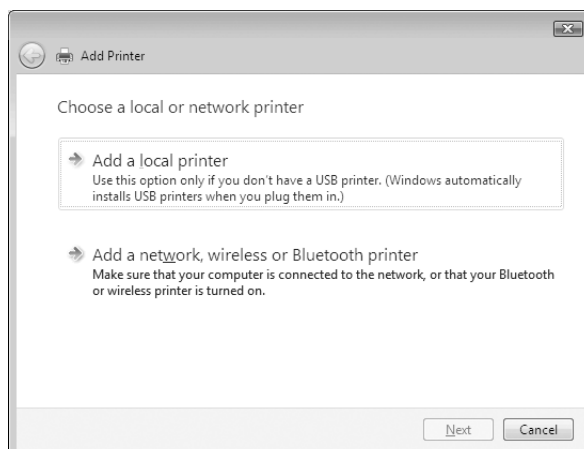 Add Printer
Choose a local or network printer
Add a local printer
Use this option only if you don't have a USB printer. (Windows automatically
installs USB printers when you plug them in.)
Add a network, wireless or Bluetooth printer
Make sure that your computer is connected to the network, or that your Bluetooth
or wireless printer is turned on.
Next Cancel